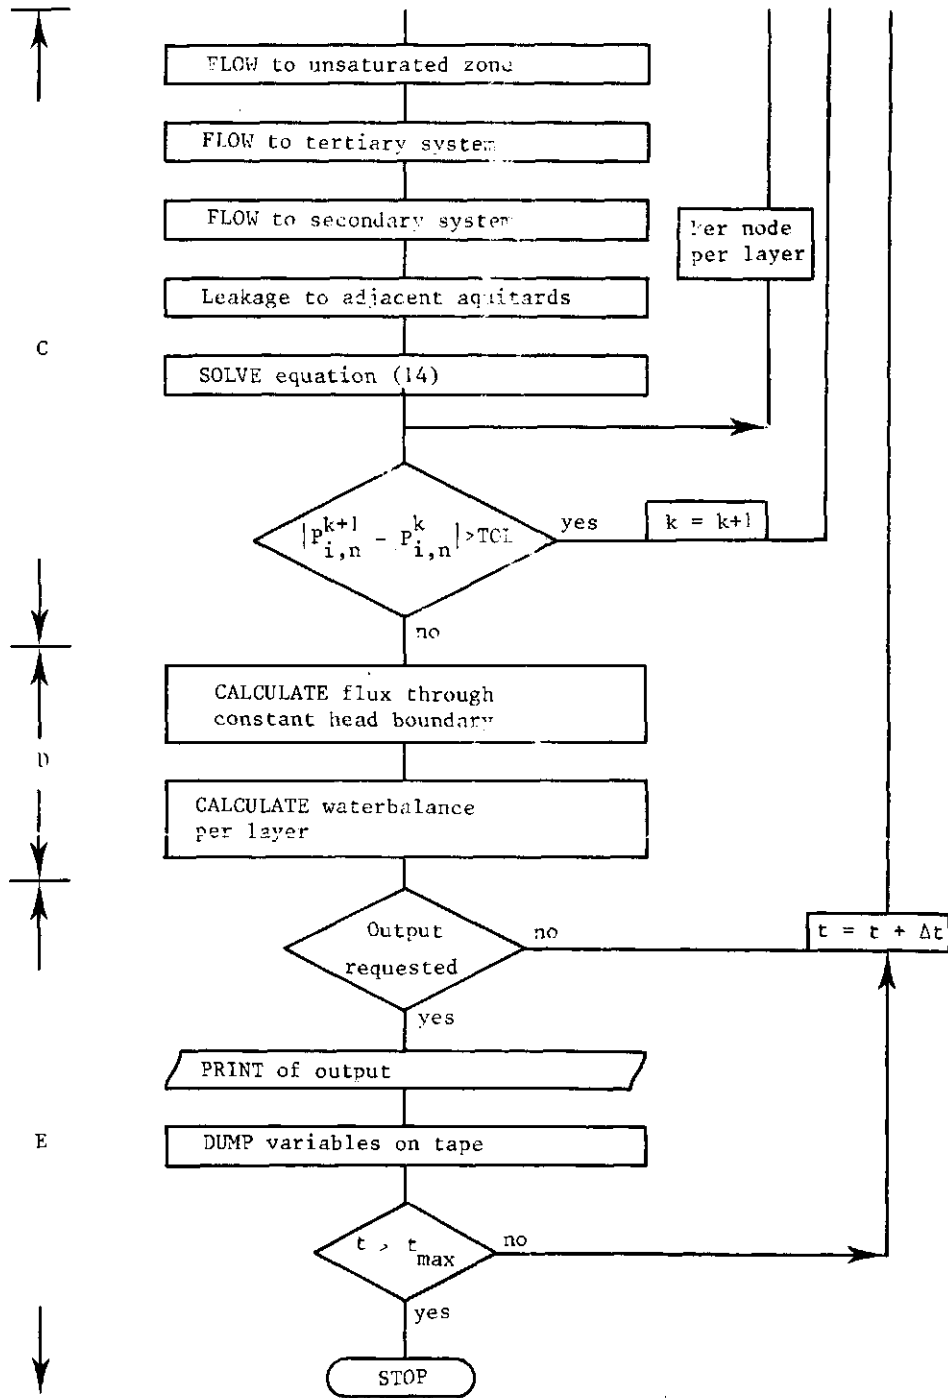 FLOW to unsaturated zone
FLOW to tertiary system
FLOW to secondary system
Per node
per layer
Leakage to adjacent aquitards
C
SOLVE equation (14)
|P^{k+1}_{i,n} - P^{k}_{i,n}|>TOL
yes
k = k+1
no
CALCULATE flux through
constant head boundary
D
CALCULATE waterbalance
per layer
Output
requested
no
t = t + Δt
yes
PRINT of output
E
DUMP variables on tape
t > t_{max}
no
yes
STOP